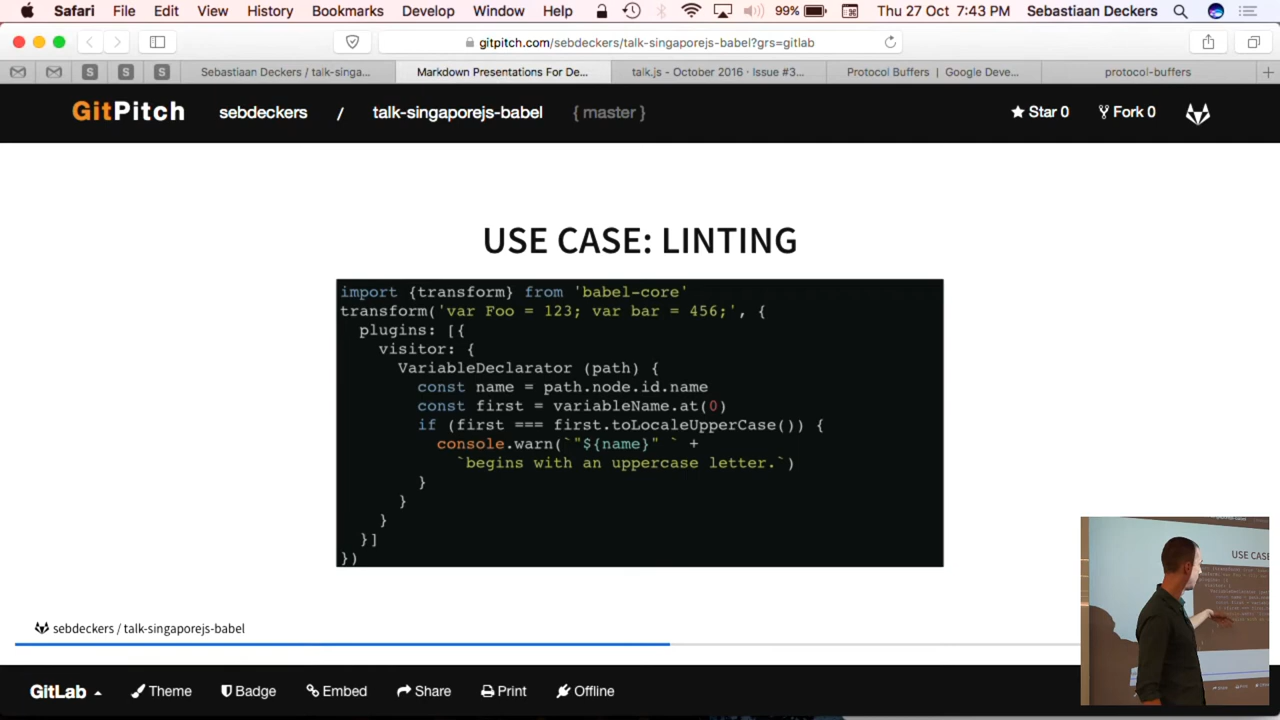 Safari File Edit View History Bookmarks Develop Window Help 99% Thu 27 Oct 7:43 PM Sebastiaan Deckers
gitpitch.com/sebdeckers/talk-singaporejs-babel?grs=gitlab
S S S Sebastiaan Deckers / talk-singa... Markdown Presentations For De... talk.js - October 2016 · Issue #3... Protocol Buffers | Google Deve... protocol-buffers
GitPitch sebdeckers / talk-singaporejs-babel { master } Star 0 Fork 0
USE CASE: LINTING
import {transform} from 'babel-core'
transform('var Foo = 123; var bar = 456;', {
  plugins: [{
    visitor: {
      VariableDeclarator (path) {
        const name = path.node.id.name
        const first = variableName.at(0)
        if (first === first.toLocaleUpperCase()) {
          console.warn(`"${name}" ` +
            `begins with an uppercase letter.`)
        }
      }
    }
  }]
})
USE CASE
sebdeckers / talk-singaporejs-babel
GitLab Theme Badge Embed Share Print Offline